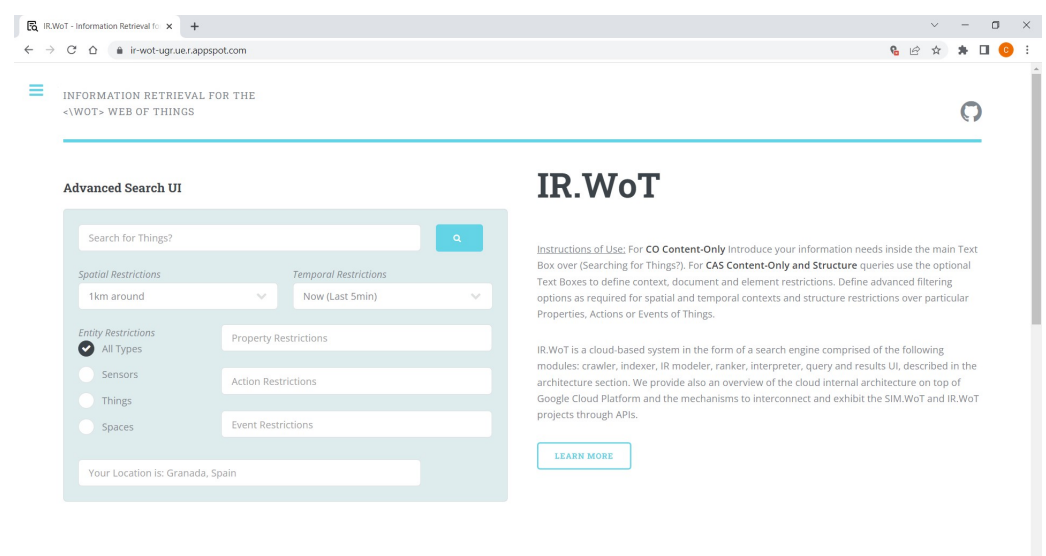 IR.WoT - Information Retrieval fo
ir-wot-ugr.ue.r.appspot.com
C
INFORMATION RETRIEVAL FOR THE
<\WOT> WEB OF THINGS
Advanced Search UI
Search for Things?
Spatial Restrictions
Temporal Restrictions
1km around
Now (Last 5min)
Entity Restrictions
All Types
Sensors
Things
Spaces
Property Restrictions
Action Restrictions
Event Restrictions
Your Location is: Granada, Spain
IR.WoT
Instructions of Use: For CO Content-Only Introduce your information needs inside the main Text
Box over (Searching for Things?). For CAS Content-Only and Structure queries use the optional
Text Boxes to define context, document and element restrictions. Define advanced filtering
options as required for spatial and temporal contexts and structure restrictions over particular
Properties, Actions or Events of Things.
IR.WoT is a cloud-based system in the form of a search engine comprised of the following
modules: crawler, indexer, IR modeler, ranker, interpreter, query and results UI, described in the
architecture section. We provide also an overview of the cloud internal architecture on top of
Google Cloud Platform and the mechanisms to interconnect and exhibit the SIM.WoT and IR.WoT
projects through APIs.
LEARN MORE